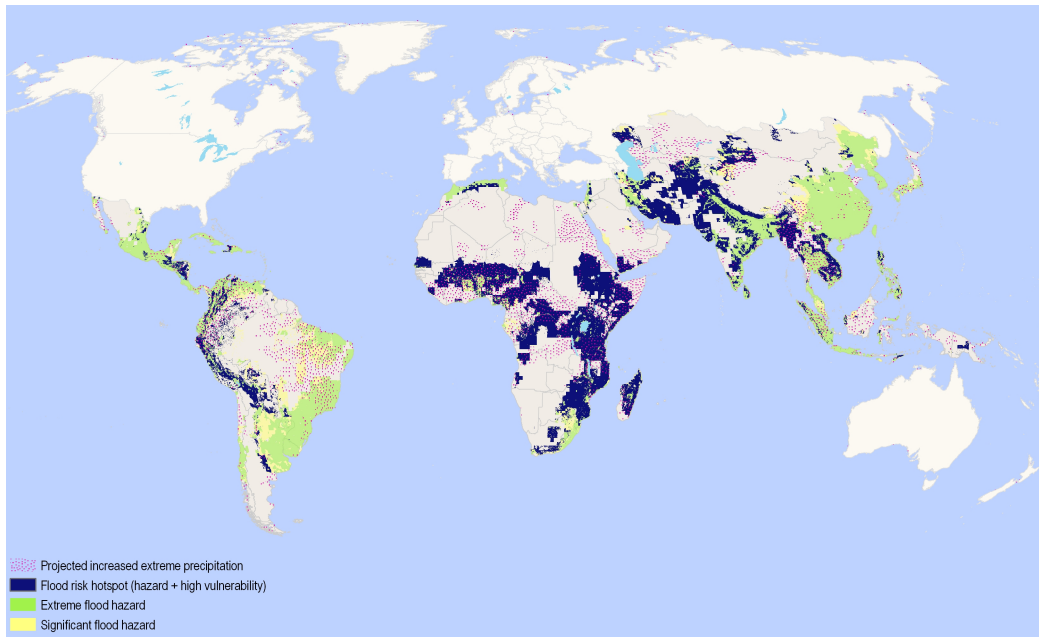 Projected increased extreme precipitation
Flood risk hotspot (hazard + high vulnerability)
Extreme flood hazard
Significant flood hazard